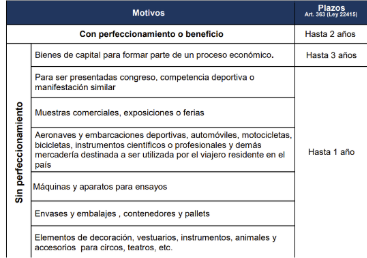 Motivos
Plazos
Art. 363 (Ley 22415)
Con perfeccionamiento o beneficio
Hasta 2 años
Sin perfeccionamiento
Bienes de capital para formar parte de un proceso económico.
Hasta 3 años
Para ser presentadas congreso, competencia deportiva o
manifestación similar
Muestras comerciales, exposiciones o ferias
Aeronaves y embarcaciones deportivas, automóviles, motocicletas,
bicicletas, instrumentos científicos o profesionales y demás
mercadería destinada a ser utilizada por el viajero residente en el
país
Hasta 1 año
Máquinas y aparatos para ensayos
Envases y embalajes , contenedores y pallets
Elementos de decoración, vestuarios, instrumentos, animales y
accesorios para circos, teatros, etc.